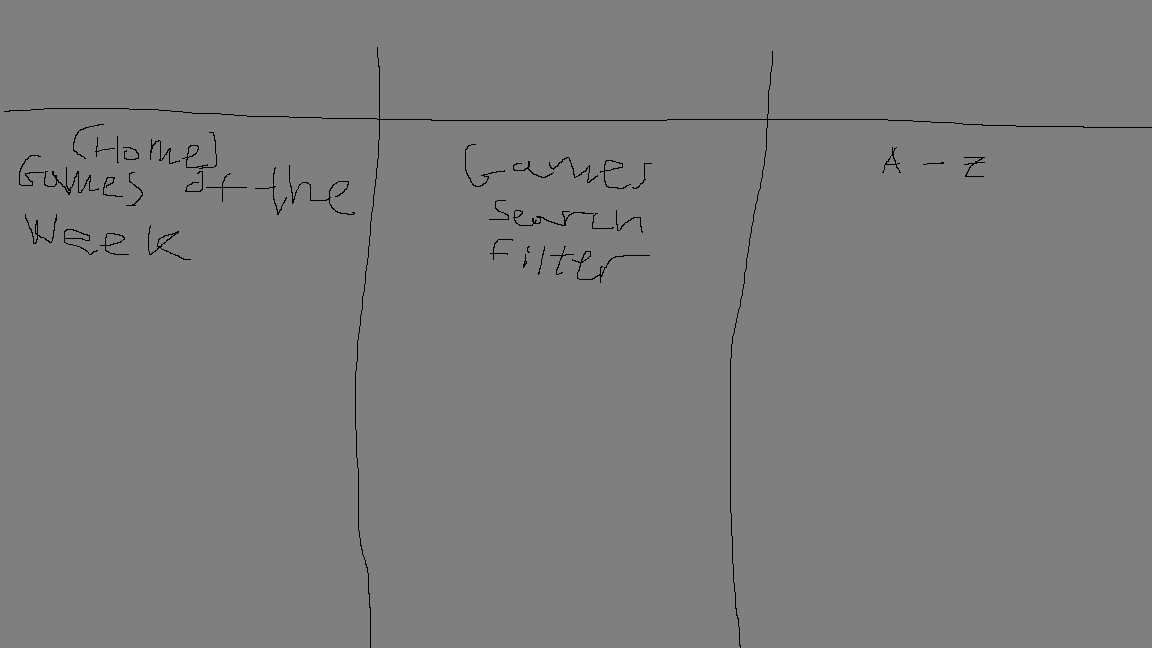 (Home)
Games of the
Week
Games
Search
Filter
A - Z